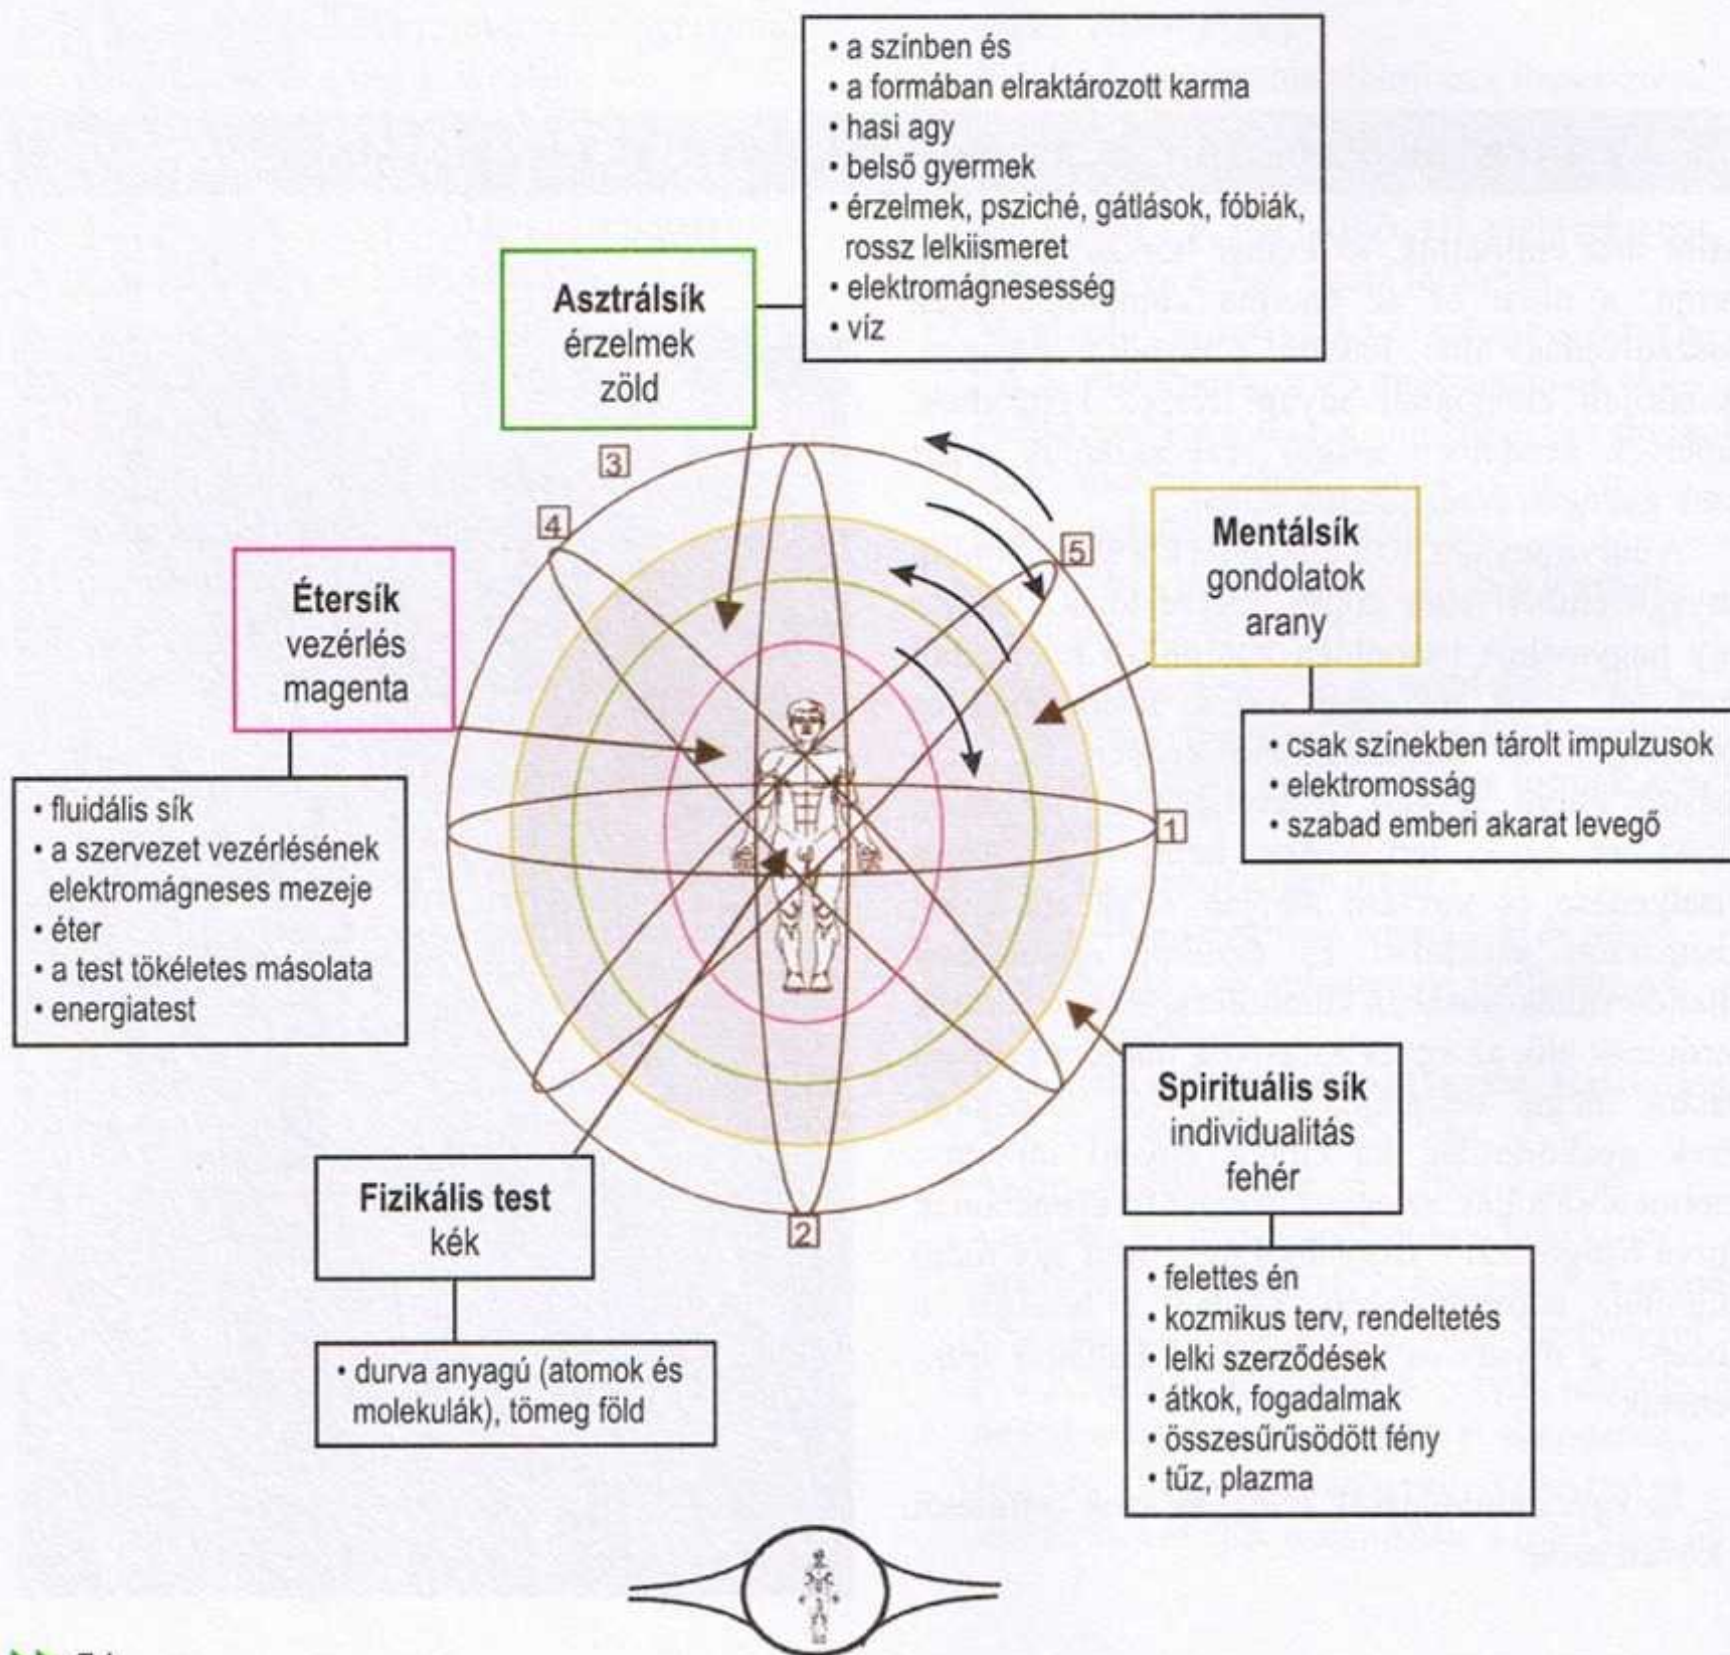 • a színben és
• a formában elraktározott karma
• hasi agy
• belső gyermek
• érzelmek, psziché, gátlások, fóbiák,
rossz lelkiismeret
• elektromágnesesség
• víz
Asztrálsík
érzelmek
zöld
3
4
5
Mentálsík
gondolatok
arany
Étersík
vezérlés
magenta
• csak színekben tárolt impulzusok
• elektromosság
• szabad emberi akarat levegő
1
• fluidális sík
• a szervezet vezérlésének
elektromágneses mezeje
• éter
• a test tökéletes másolata
• energiatest
Spirituális sík
individualitás
fehér
Fizikális test
kék
2
• felettes én
• kozmikus terv, rendeltetés
• lelki szerződések
• átkok, fogadalmak
• összesűrűsödött fény
• tűz, plazma
• durva anyagú (atomok és
molekulák), tömeg föld